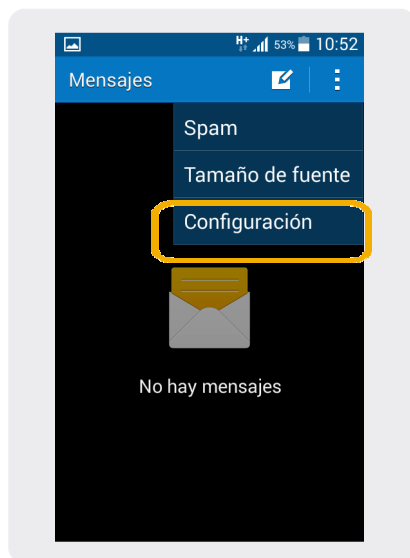 H+ 53% 10:52
Mensajes
Spam
Tamaño de fuente
Configuración
No hay mensajes